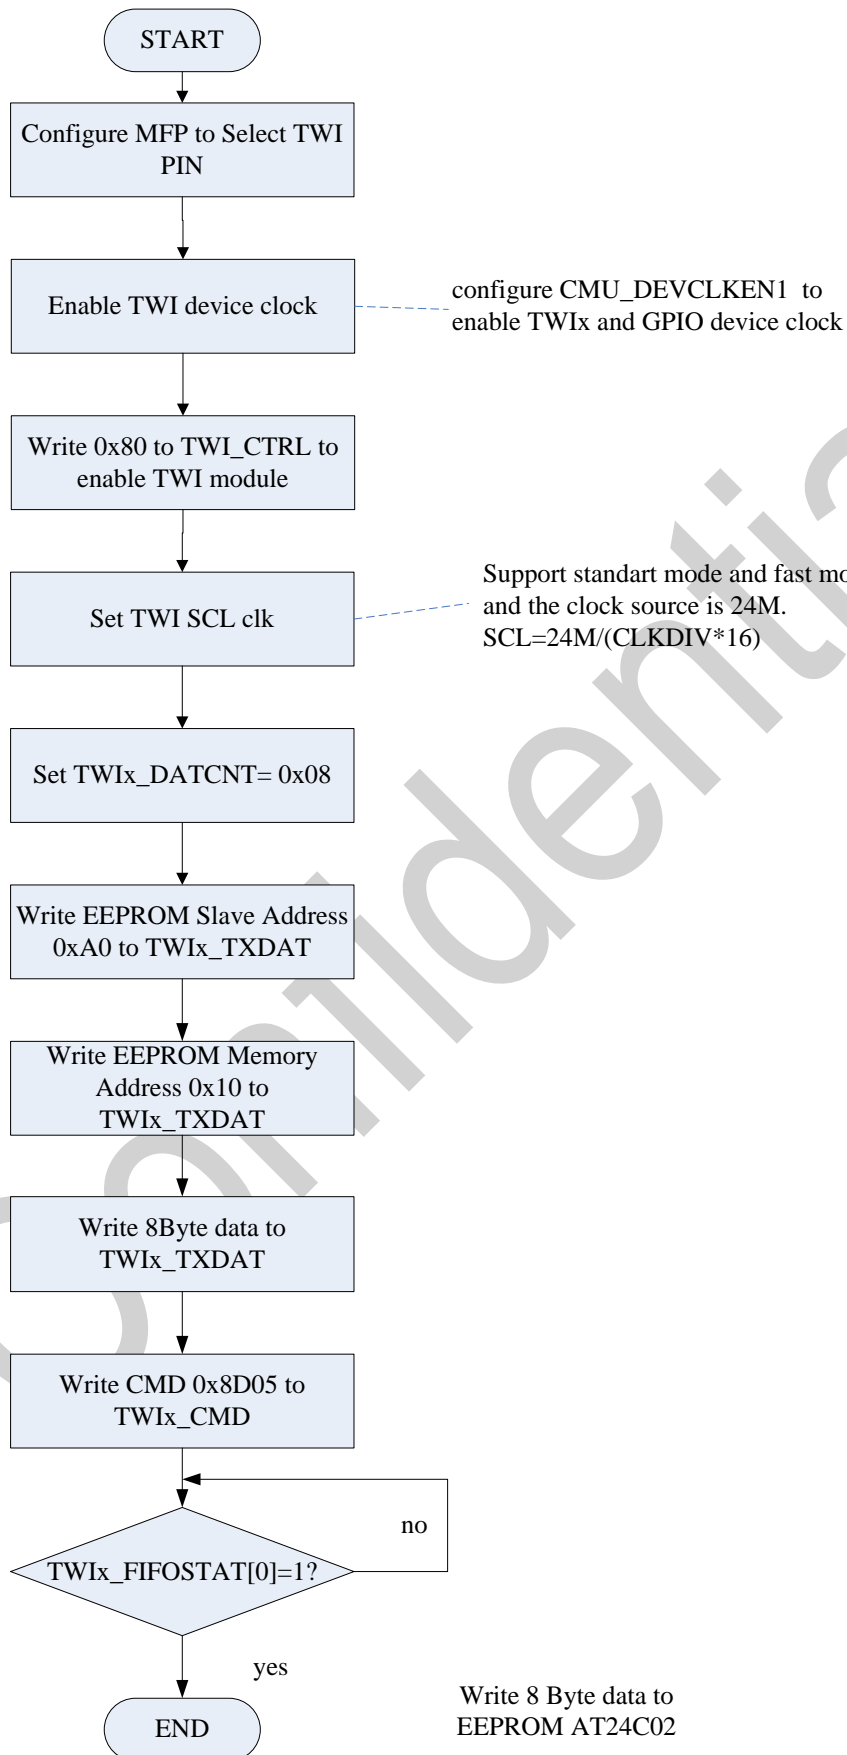 START
Configure MFP to Select TWI
PIN
Enable TWI device clock
configure CMU_DEVCLKEN1 to
enable TWIx and GPIO device clock
Write 0x80 to TWI_CTRL to
enable TWI module
Support standart mode and fast mo
Set TWI SCL clk
and the clock source is 24M.
SCL=24M/(CLKDIV*16)
Set TWIx_DATCNT= 0x08
Write EEPROM Slave Address
0xA0 to TWIx_TXDAT
Write EEPROM Memory
Address 0x10 to
TWIx_TXDAT
Write 8Byte data to
TWIx_TXDAT
Write CMD 0x8D05 to
TWIx_CMD
no
TWIx_FIFOSTAT[0]=1?
yes
END
Write 8 Byte data to
EEPROM AT24C02
Confidentia